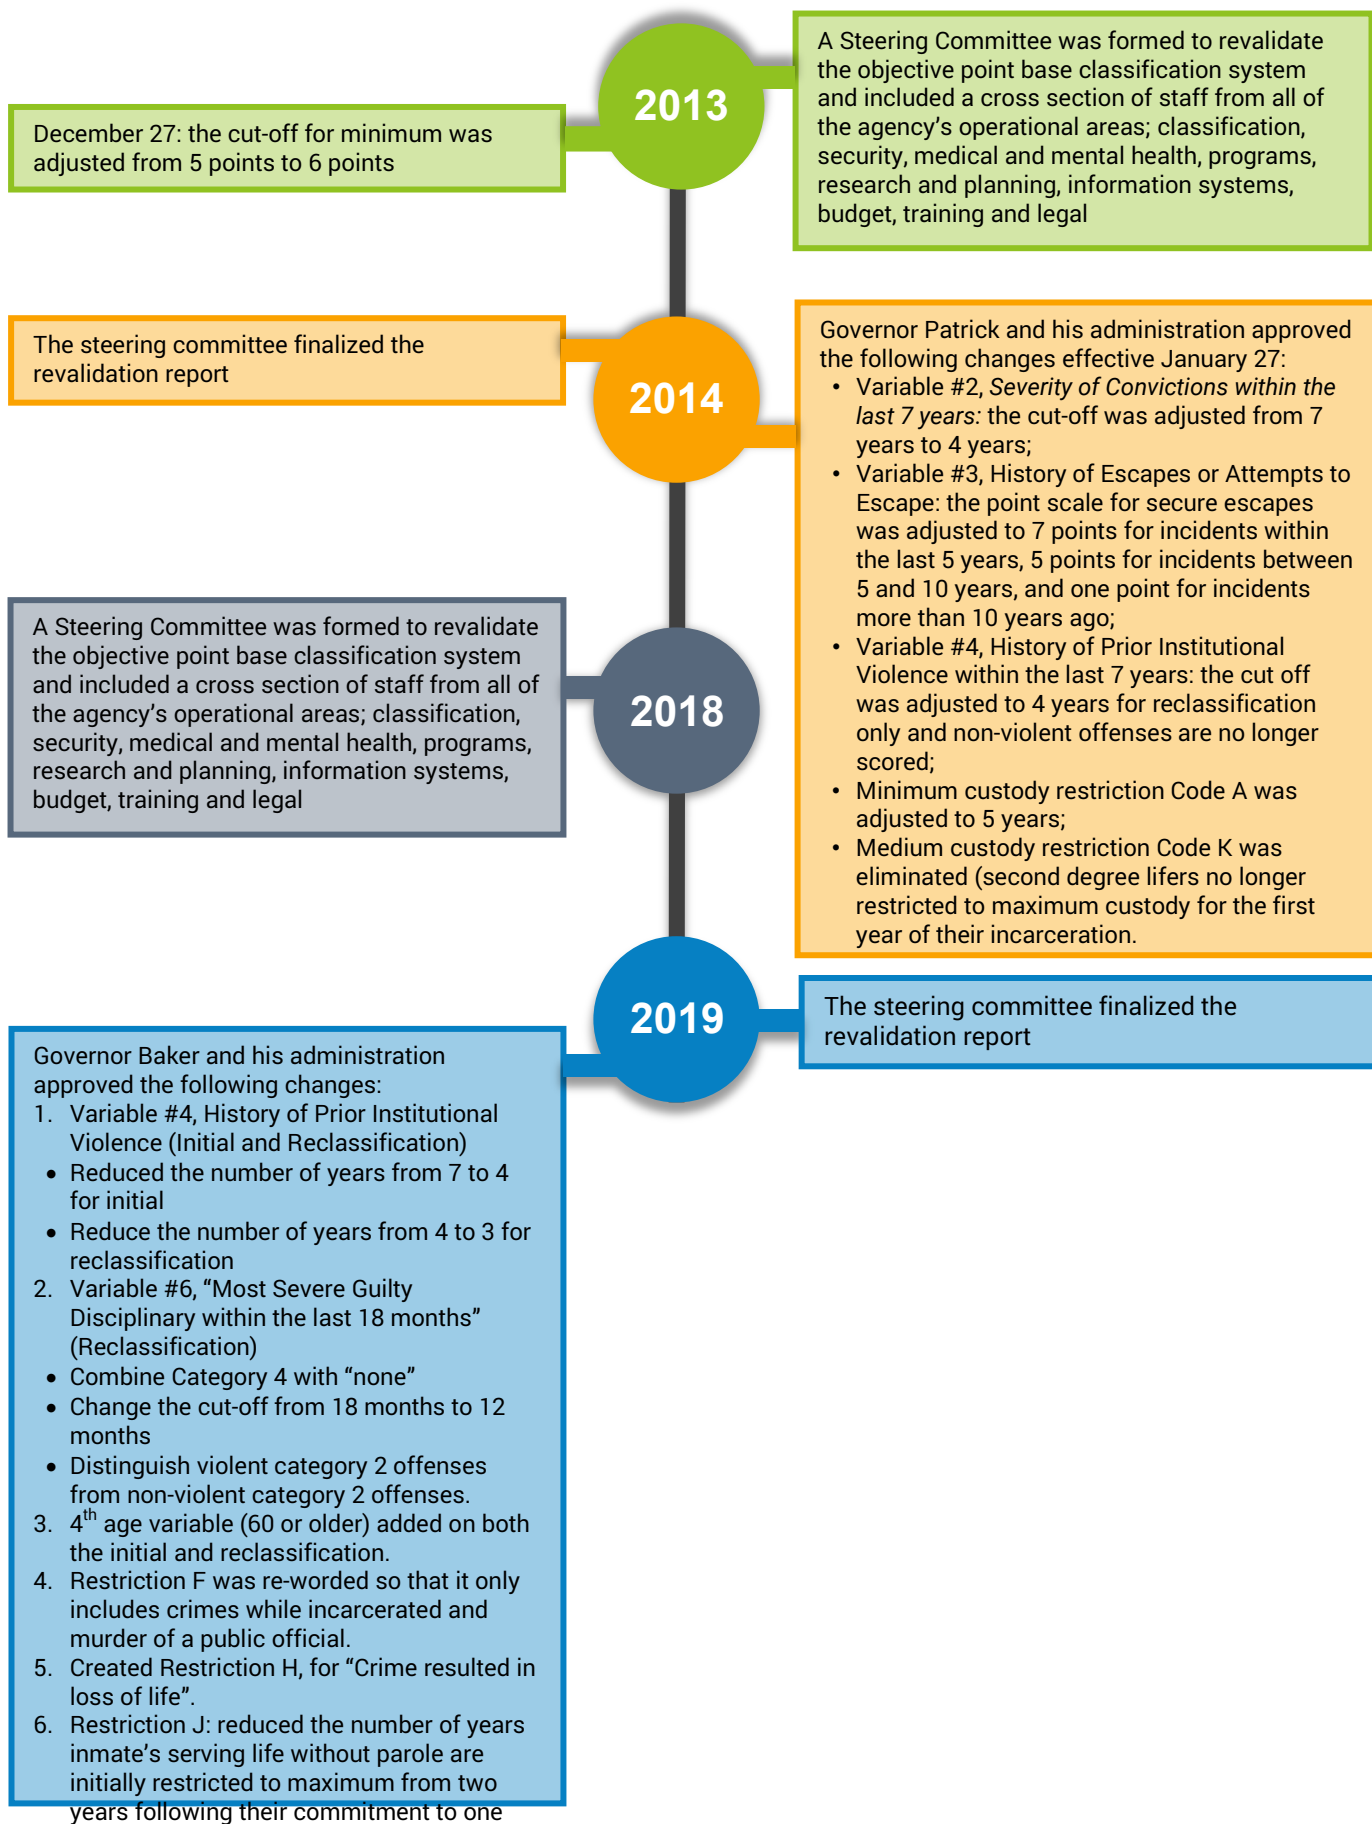 2013
A Steering Committee was formed to revalidate
the objective point base classification system
and included a cross section of staff from all of
the agency’s operational areas; classification,
security, medical and mental health, programs,
research and planning, information systems,
budget, training and legal
December 27: the cut-off for minimum was
adjusted from 5 points to 6 points
2014
The steering committee finalized the
revalidation report
Governor Patrick and his administration approved
the following changes effective January 27:
• Variable #2, Severity of Convictions within the
last 7 years: the cut-off was adjusted from 7
years to 4 years;
• Variable #3, History of Escapes or Attempts to
Escape: the point scale for secure escapes
was adjusted to 7 points for incidents within
the last 5 years, 5 points for incidents between
5 and 10 years, and one point for incidents
more than 10 years ago;
• Variable #4, History of Prior Institutional
Violence within the last 7 years: the cut off
was adjusted to 4 years for reclassification
only and non-violent offenses are no longer
scored;
• Minimum custody restriction Code A was
adjusted to 5 years;
• Medium custody restriction Code K was
eliminated (second degree lifers no longer
restricted to maximum custody for the first
year of their incarceration.
2018
A Steering Committee was formed to revalidate
the objective point base classification system
and included a cross section of staff from all of
the agency’s operational areas; classification,
security, medical and mental health, programs,
research and planning, information systems,
budget, training and legal
2019
The steering committee finalized the
revalidation report
Governor Baker and his administration
approved the following changes:
1. Variable #4, History of Prior Institutional
Violence (Initial and Reclassification)
• Reduced the number of years from 7 to 4
for initial
• Reduce the number of years from 4 to 3 for
reclassification
2. Variable #6, “Most Severe Guilty
Disciplinary within the last 18 months”
(Reclassification)
• Combine Category 4 with “none”
• Change the cut-off from 18 months to 12
months
• Distinguish violent category 2 offenses
from non-violent category 2 offenses.
3. 4th age variable (60 or older) added on both
the initial and reclassification.
4. Restriction F was re-worded so that it only
includes crimes while incarcerated and
murder of a public official.
5. Created Restriction H, for “Crime resulted in
loss of life”.
6. Restriction J: reduced the number of years
inmate’s serving life without parole are
initially restricted to maximum from two
years following their commitment to one